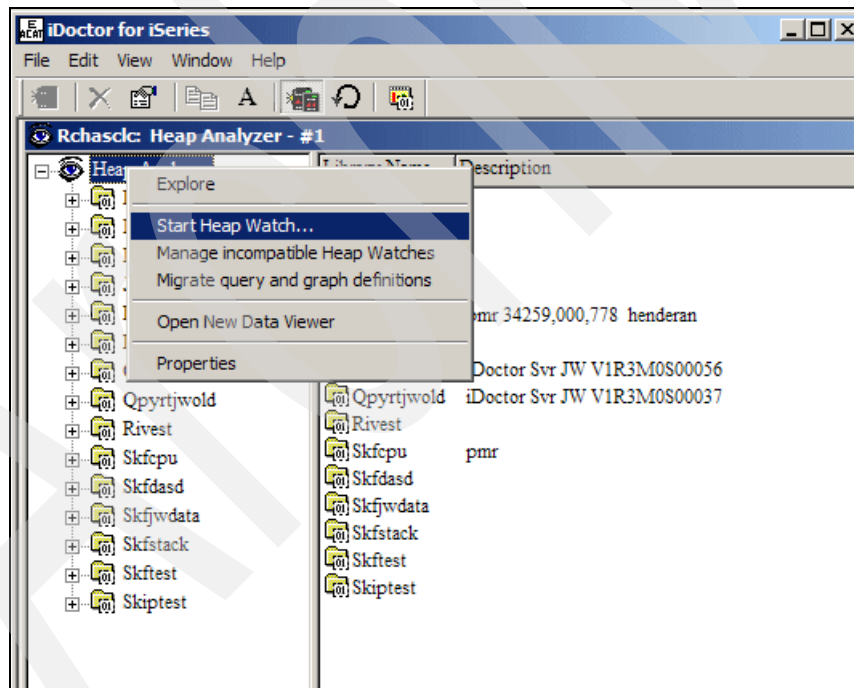 iDoctor for iSeries
File Edit View Window Help
A
Rchasclc: Heap Analyzer - #1
Description
Explore
Start Heap Watch...
Manage incompatible Heap Watches
Migrate query and graph definitions
Open New Data Viewer
Properties
Qpyrtjwold
Rivest
Skfcpu
Skfdasd
Skfjwdata
Skfstack
Skftest
Skiptest
pmr 34259,000,778 henderan
iDoctor Svr JW V1R3M0S00056
Qpyrtjwold iDoctor Svr JW V1R3M0S00037
Rivest
Skfcpu pmr
Skfdasd
Skfjwdata
Skfstack
Skftest
Skiptest